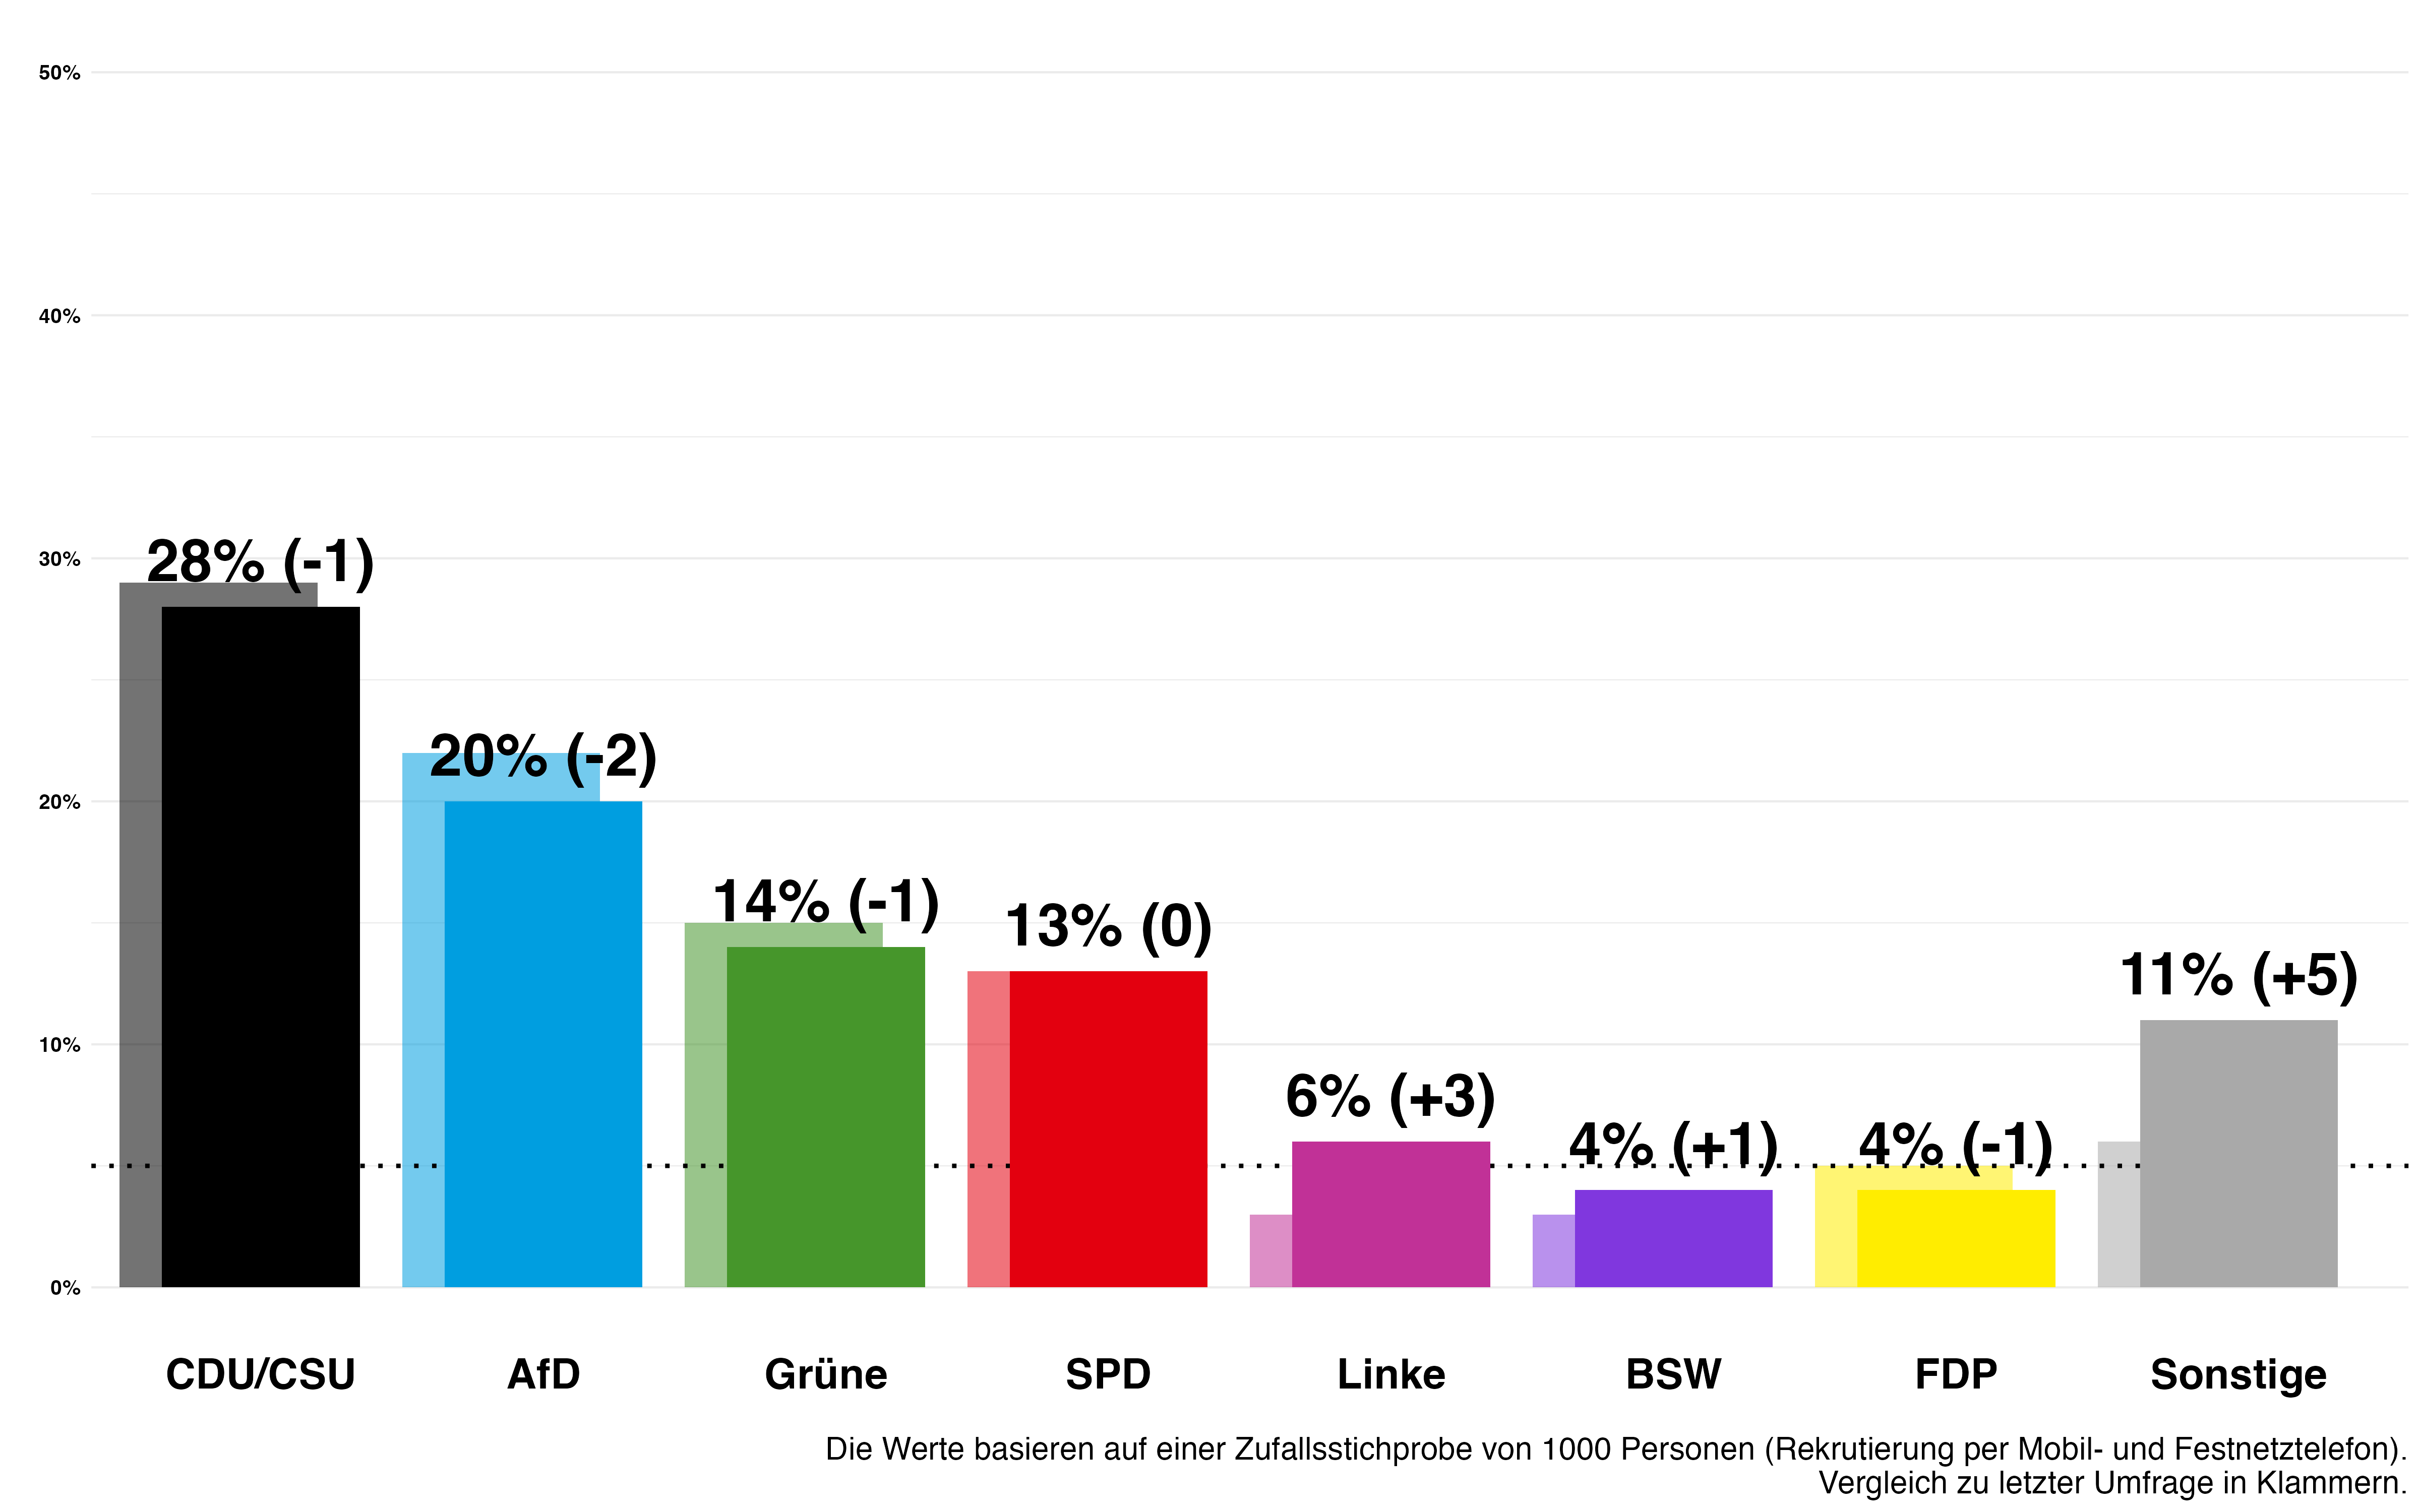 50%
40%
30%
20%
10%
0%
28% (-1)
20% (-2)
14% (-1)
13% (0)
6% (+3)
4% (+1)
4% (-1)
11% (+5)
CDU/CSU
AfD
Grüne
SPD
Linke
BSW
FDP
Sonstige
Die Werte basieren auf einer Zufallsstichprobe von 1000 Personen (Rekrutierung per Mobil- und Festnetztelefon).
Vergleich zu letzter Umfrage in Klammern.